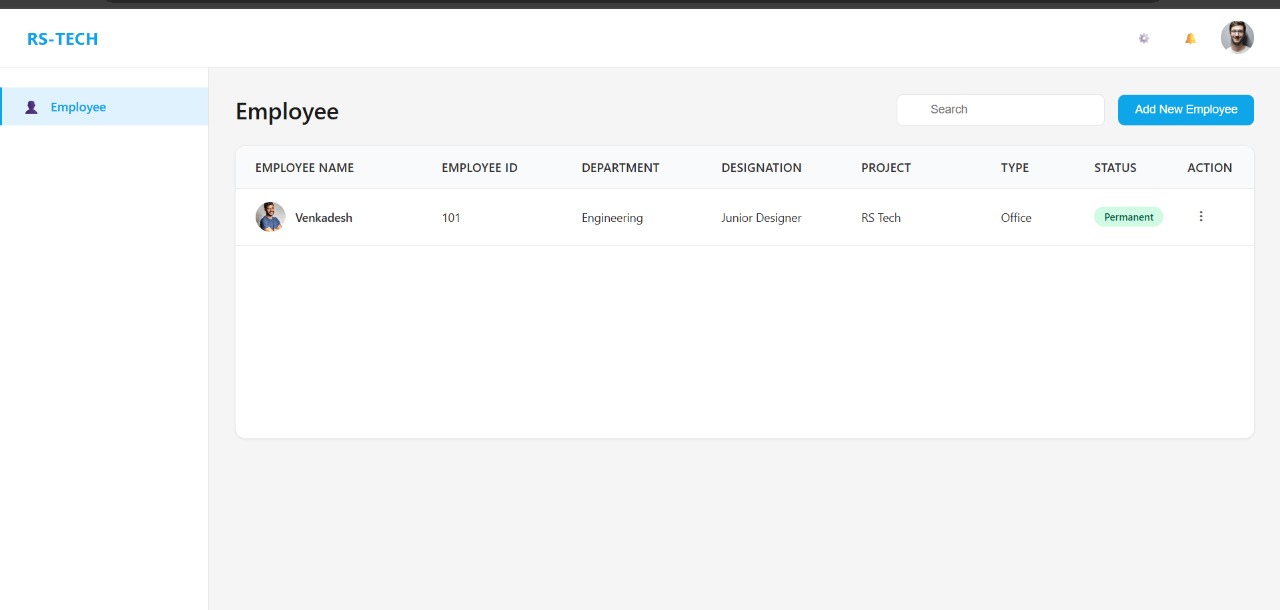 RS-TECH
Employee
Employee
Search
Add New Employee
EMPLOYEE NAME EMPLOYEE ID DEPARTMENT DESIGNATION PROJECT TYPE STATUS ACTION
Venkadesh 101 Engineering Junior Designer RS Tech Office Permanent